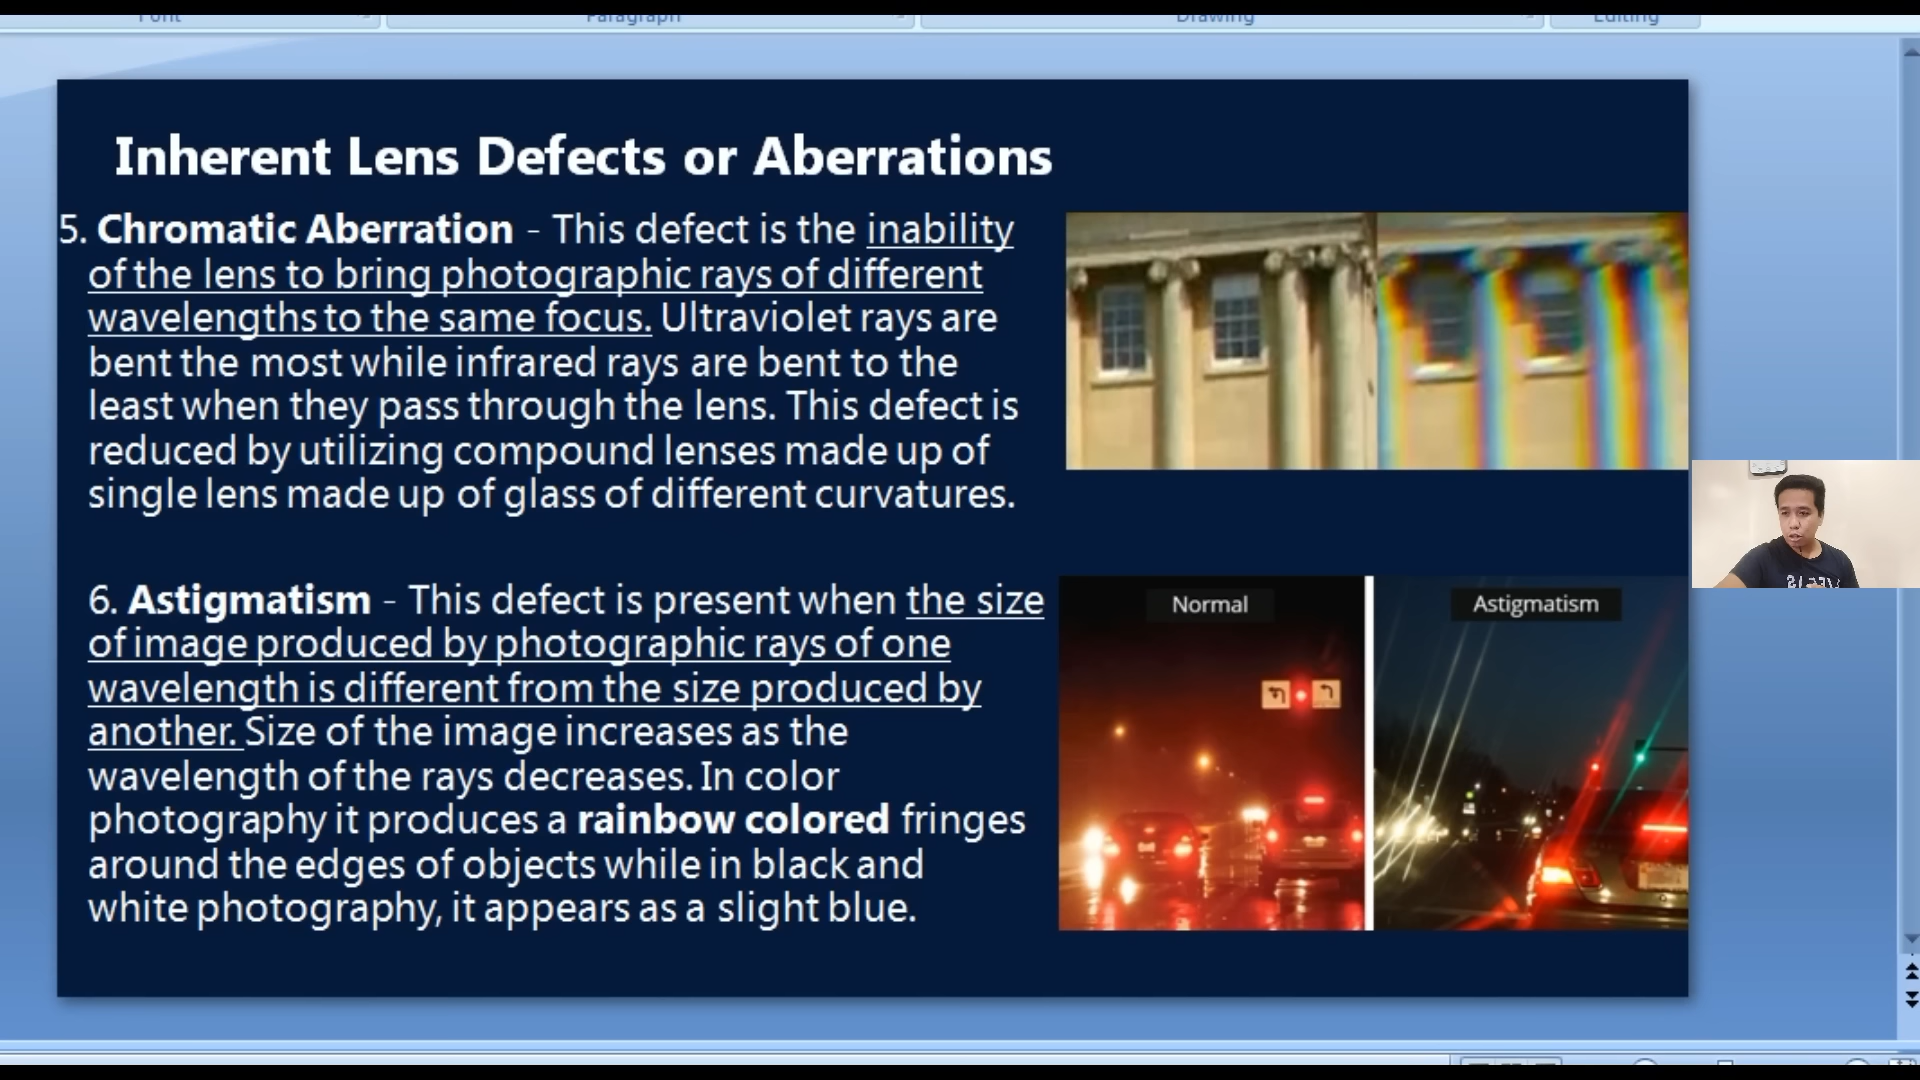 Font Paragraph Drawing Editing
Inherent Lens Defects or Aberrations
5. Chromatic Aberration - This defect is the inability
of the lens to bring photographic rays of different
wavelengths to the same focus. Ultraviolet rays are
bent the most while infrared rays are bent to the
least when they pass through the lens. This defect is
reduced by utilizing compound lenses made up of
single lens made up of glass of different curvatures.
6. Astigmatism - This defect is present when the size
of image produced by photographic rays of one
wavelength is different from the size produced by
another. Size of the image increases as the
wavelength of the rays decreases. In color
photography it produces a rainbow colored fringes
around the edges of objects while in black and
white photography, it appears as a slight blue.
Normal
Astigmatism